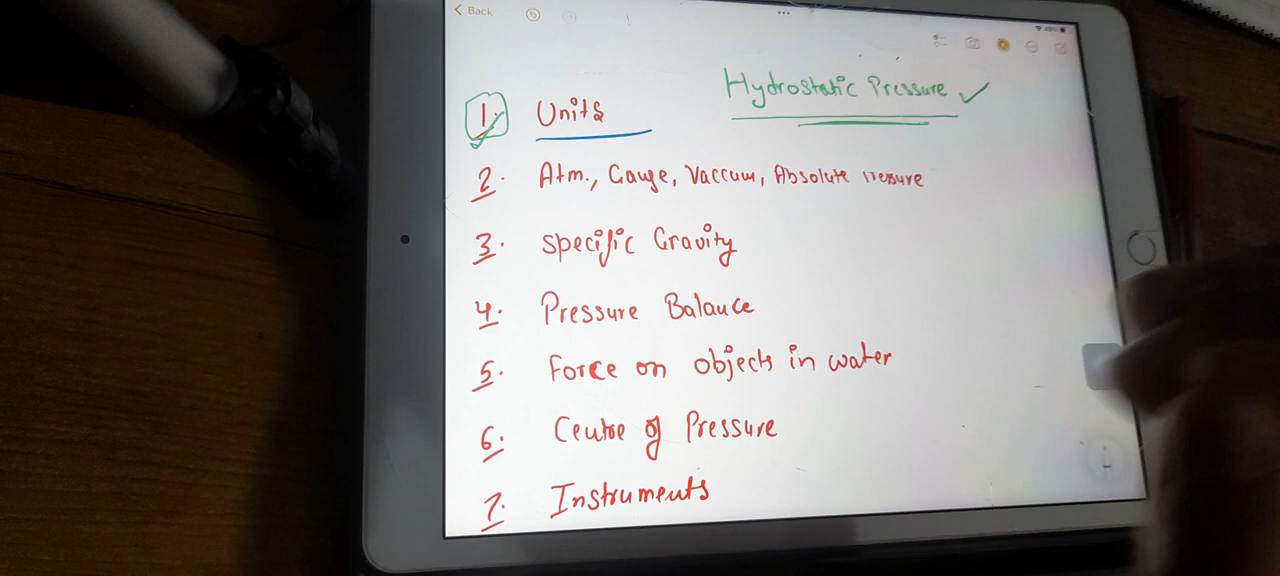 Back
49%
Hydrostatic Pressure
1. Units
2. Atm., Gauge, Vaccum, Absolute
3. Specific Gravity
4. Pressure Balance
5. Force on objects in water
6. Centre of Pressure
7. Instruments